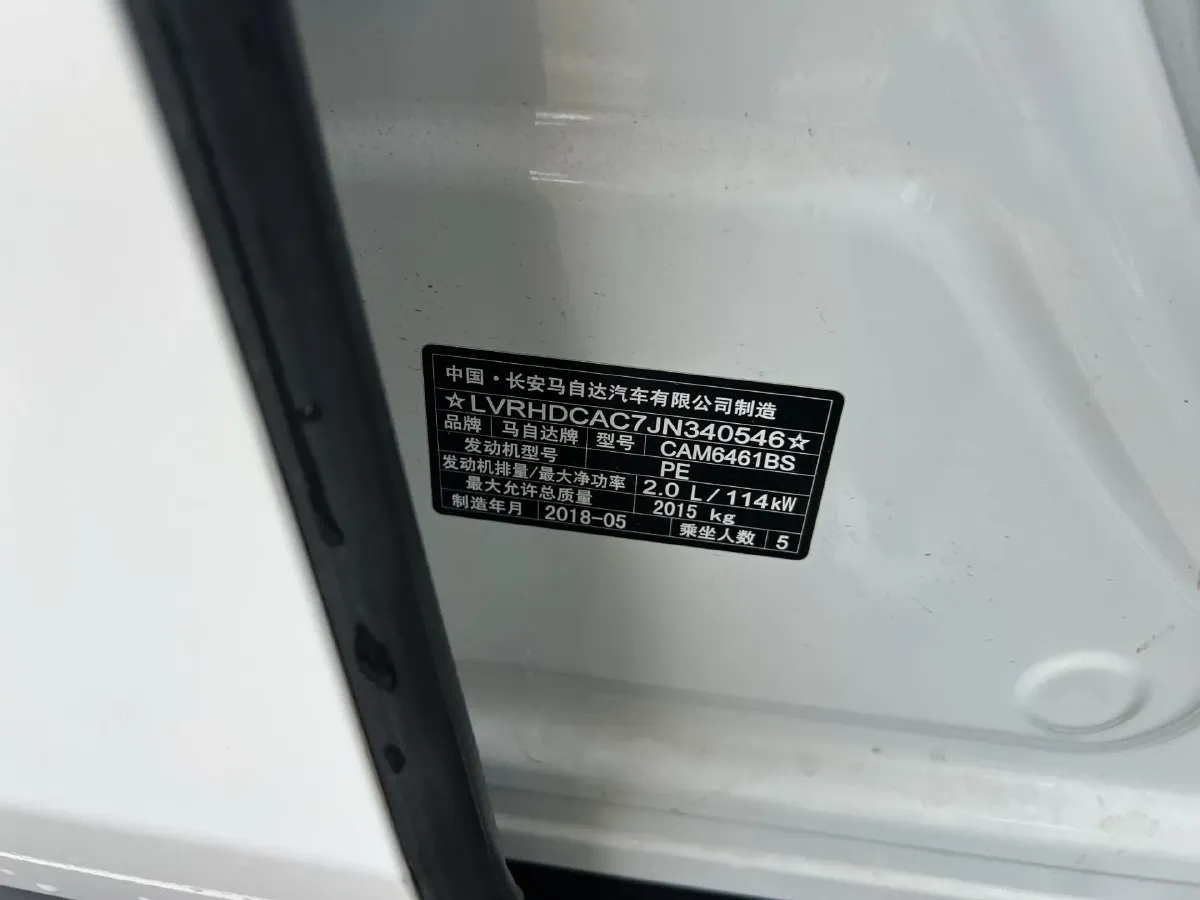 中国·长安马自达汽车有限公司制造
☆LVRHDCAC7JN340546☆
品牌 马自达牌 型号 CAM6461BS
发动机型号 PE
发动机排量/最大净功率 2.0 L/114kW
最大允许总质量 2015 kg
制造年月 2018-05 乘坐人数 5